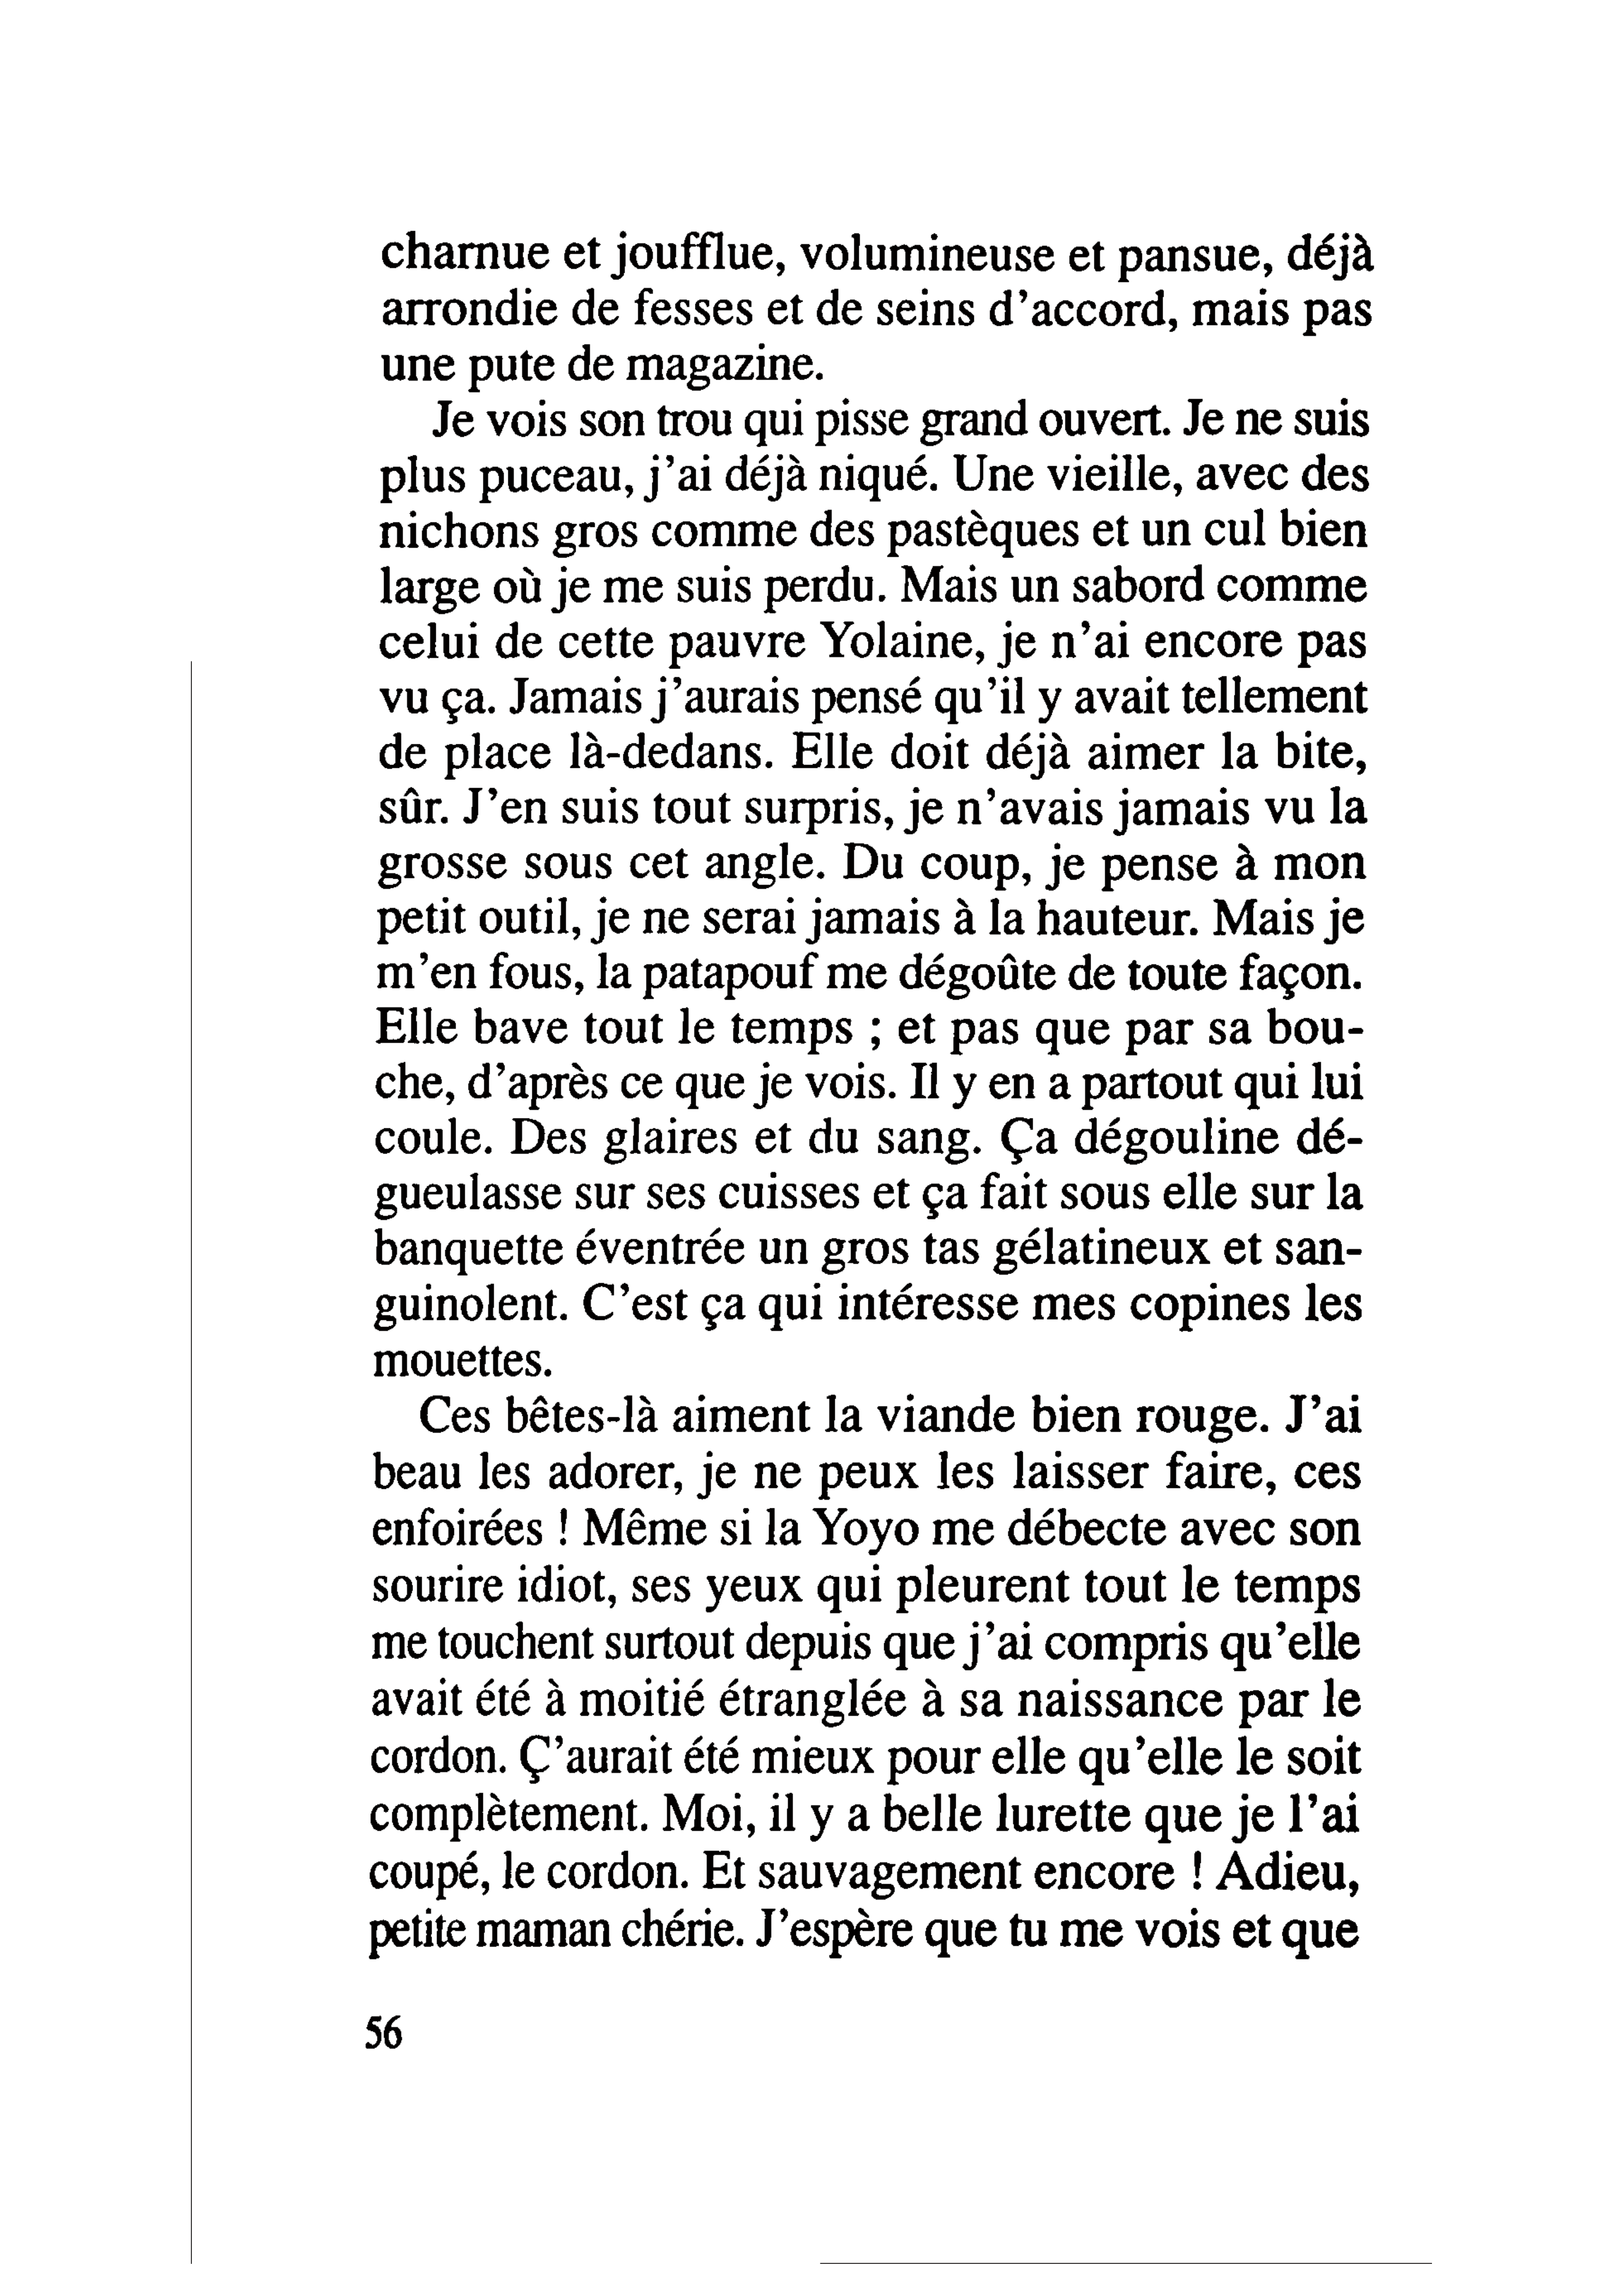 charnue et joufflue, volumineuse et pansue, déjà
arrondie de fesses et de seins d'accord, mais pas
une pute de magazine.
Je vois son trou qui pisse grand ouvert. Je ne suis
plus puceau, j'ai déjà niqué. Une vieille, avec des
nichons gros comme des pastèques et un cul bien
large où je me suis perdu. Mais un sabord comme
celui de cette pauvre Yolaine, je n'ai encore pas
vu ça. Jamais j'aurais pensé qu'il y avait tellement
de place là-dedans. Elle doit déjà aimer la bite,
sûr. J'en suis tout surpris, je n'avais jamais vu la
grosse sous cet angle. Du coup, je pense à mon
petit outil, je ne serai jamais à la hauteur. Mais je
m'en fous, la patapouf me dégoûte de toute façon.
Elle bave tout le temps ; et pas que par sa bou-
che, d'après ce que je vois. Il y en a partout qui lui
coule. Des glaires et du sang. Ça dégouline dé-
gueulasse sur ses cuisses et ça fait sous elle sur la
banquette éventrée un gros tas gélatineux et san-
guinolent. C'est ça qui intéresse mes copines les
mouettes.
Ces bêtes-là aiment la viande bien rouge. J'ai
beau les adorer, je ne peux les laisser faire, ces
enfoirées ! Même si la Yoyo me débecte avec son
sourire idiot, ses yeux qui pleurent tout le temps
me touchent surtout depuis que j'ai compris qu'elle
avait été à moitié étranglée à sa naissance par le
cordon. Ç'aurait été mieux pour elle qu'elle le soit
complètement. Moi, il y a belle lurette que je l'ai
coupé, le cordon. Et sauvagement encore ! Adieu,
petite maman chérie. J'espère que tu me vois et que
56